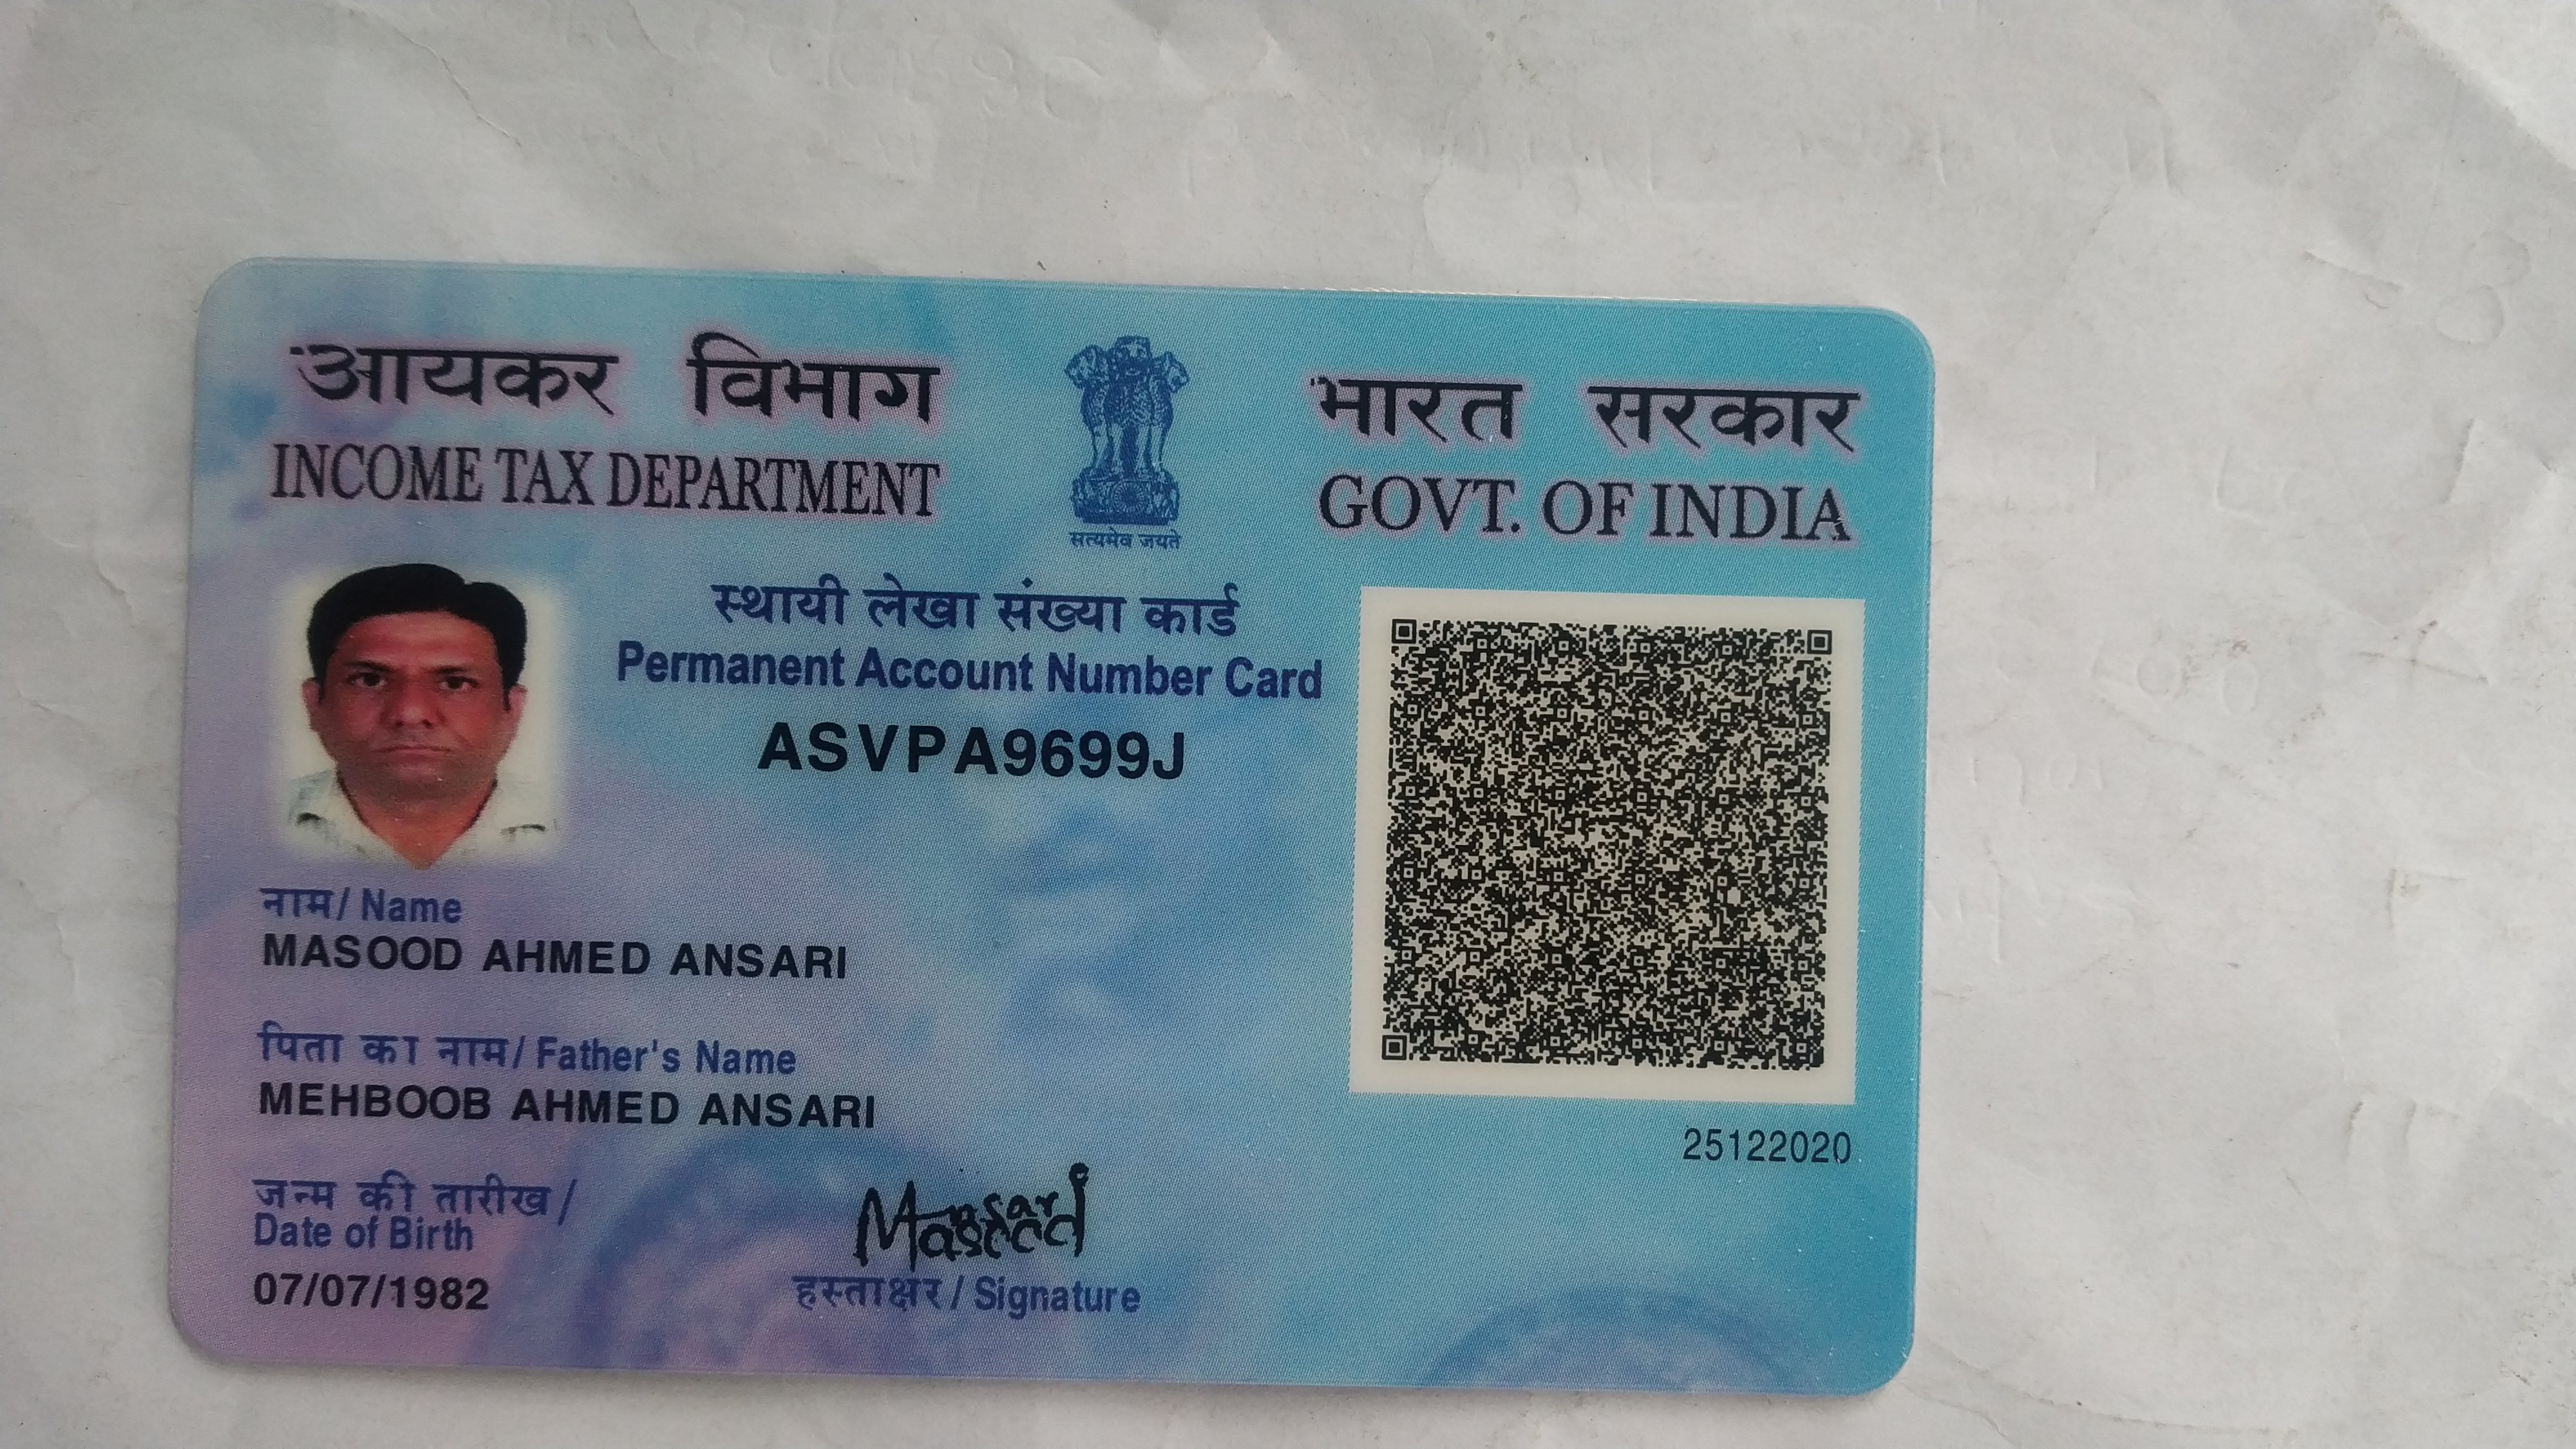 आयकर विभाग
INCOME TAX DEPARTMENT
सत्यमेव जयते
भारत सरकार
GOVT. OF INDIA
स्थायी लेखा संख्या कार्ड
Permanent Account Number Card
ASVPA9699J
नाम / Name
MASOOD AHMED ANSARI
पिता का नाम / Father's Name
MEHBOOB AHMED ANSARI
जन्म की तारीख /
Date of Birth
07/07/1982
हस्ताक्षर / Signature
25122020